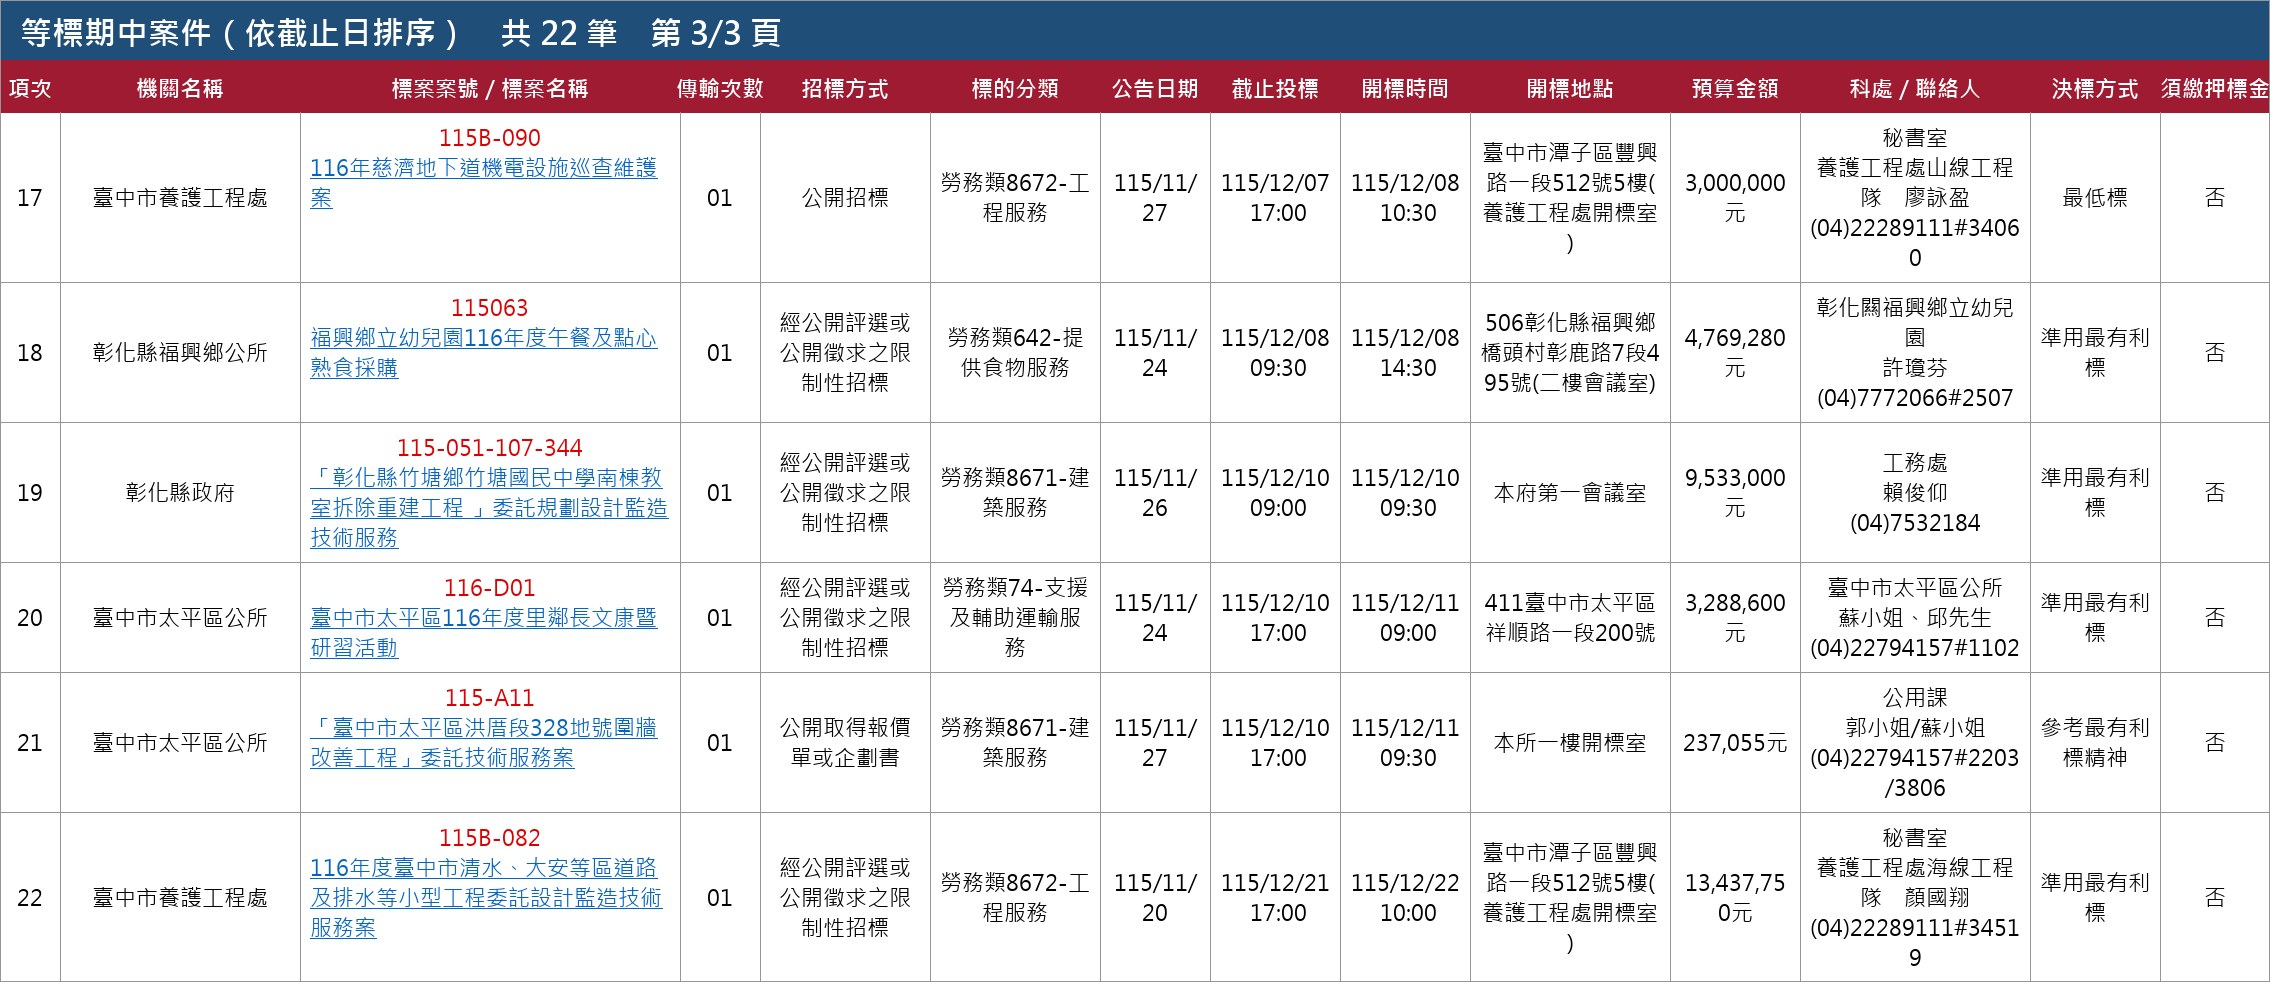 等標期中案件（依截止日排序）　共 22 筆　第 3/3 頁
項次 機關名稱 標案案號 / 標案名稱 傳輸次數 招標方式 標的分類 公告日期 截止投標 開標時間 開標地點 預算金額 科處 / 聯絡人 決標方式 須繳押標金
17
臺中市養護工程處
115B-090
116年慈濟地下道機電設施巡查維護
案
01
公開招標
勞務類8672-工
程服務
115/11/
27
115/12/07
17:00
115/12/08
10:30
臺中市潭子區豐興
路一段512號5樓(
養護工程處開標室
)
3,000,000
元
秘書室
養護工程處山線工程
隊　廖詠盈
(04)22289111#3406
0
最低標
否
18
彰化縣福興鄉公所
115063
福興鄉立幼兒園116年度午餐及點心
熟食採購
01
經公開評選或
公開徵求之限
制性招標
勞務類642-提
供食物服務
115/11/
24
115/12/08
09:30
115/12/08
14:30
506彰化縣福興鄉
橋頭村彰鹿路7段4
95號(二樓會議室)
4,769,280
元
彰化闗福興鄉立幼兒
園
許瓊芬
(04)7772066#2507
準用最有利
標
否
19
彰化縣政府
115-051-107-344
「彰化縣竹塘鄉竹塘國民中學南棟教
室拆除重建工程 」委託規劃設計監造
技術服務
01
經公開評選或
公開徵求之限
制性招標
勞務類8671-建
築服務
115/11/
26
115/12/10
09:00
115/12/10
09:30
本府第一會議室
9,533,000
元
工務處
賴俊仰
(04)7532184
準用最有利
標
否
20
臺中市太平區公所
116-D01
臺中市太平區116年度里鄰長文康暨
研習活動
01
經公開評選或
公開徵求之限
制性招標
勞務類74-支援
及輔助運輸服
務
115/11/
24
115/12/10
17:00
115/12/11
09:00
411臺中市太平區
祥順路一段200號
3,288,600
元
臺中市太平區公所
蘇小姐、邱先生
(04)22794157#1102
準用最有利
標
否
21
臺中市太平區公所
115-A11
「臺中市太平區洪厝段328地號圍牆
改善工程」委託技術服務案
01
公開取得報價
單或企劃書
勞務類8671-建
築服務
115/11/
27
115/12/10
17:00
115/12/11
09:30
本所一樓開標室
237,055元
公用課
郭小姐/蘇小姐
(04)22794157#2203
/3806
參考最有利
標精神
否
22
臺中市養護工程處
115B-082
116年度臺中市清水、大安等區道路
及排水等小型工程委託設計監造技術
服務案
01
經公開評選或
公開徵求之限
制性招標
勞務類8672-工
程服務
115/11/
20
115/12/21
17:00
115/12/22
10:00
臺中市潭子區豐興
路一段512號5樓(
養護工程處開標室
)
13,437,75
0元
秘書室
養護工程處海線工程
隊　顏國翔
(04)22289111#3451
9
準用最有利
標
否